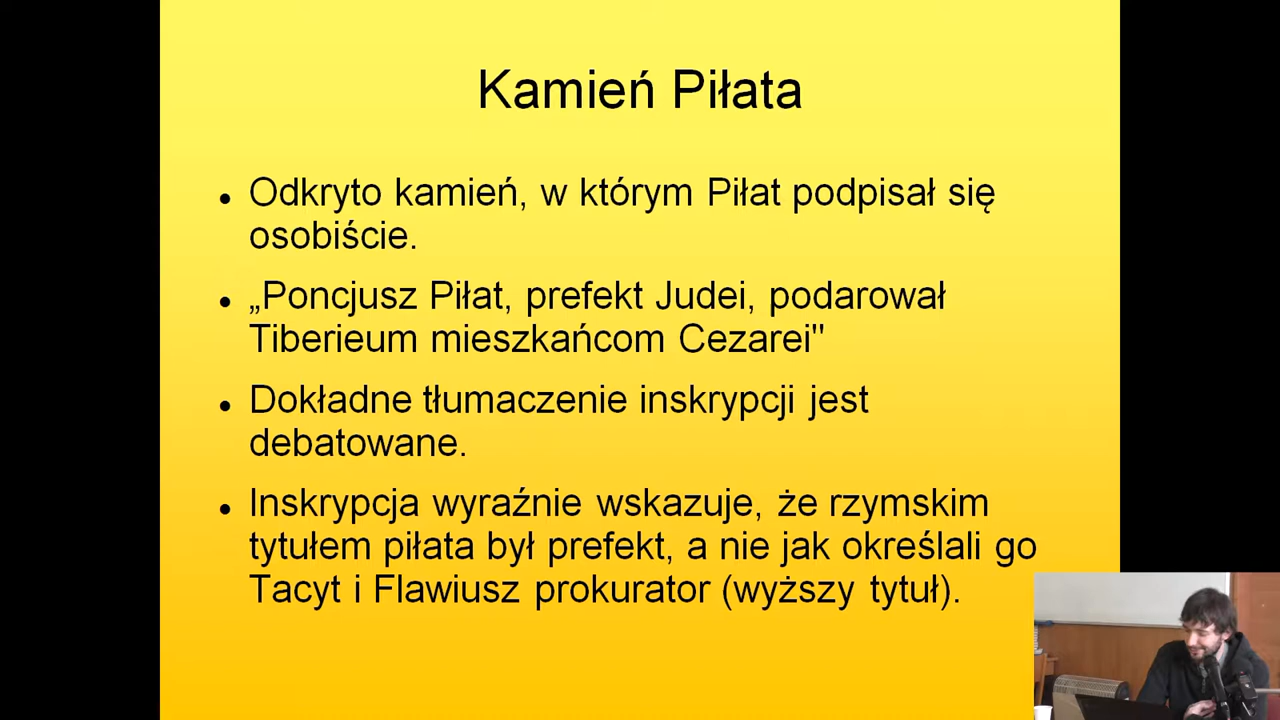 Kamień Piłata
Odkryto kamień, w którym Piłat podpisał się
osobiście.
„Poncjusz Piłat, prefekt Judei, podarował
Tiberieum mieszkańcom Cezarei"
Dokładne tłumaczenie inskrypcji jest
debatowane.
Inskrypcja wyraźnie wskazuje, że rzymskim
tytułem piłata był prefekt, a nie jak określali go
Tacyt i Flawiusz prokurator (wyższy tytuł).